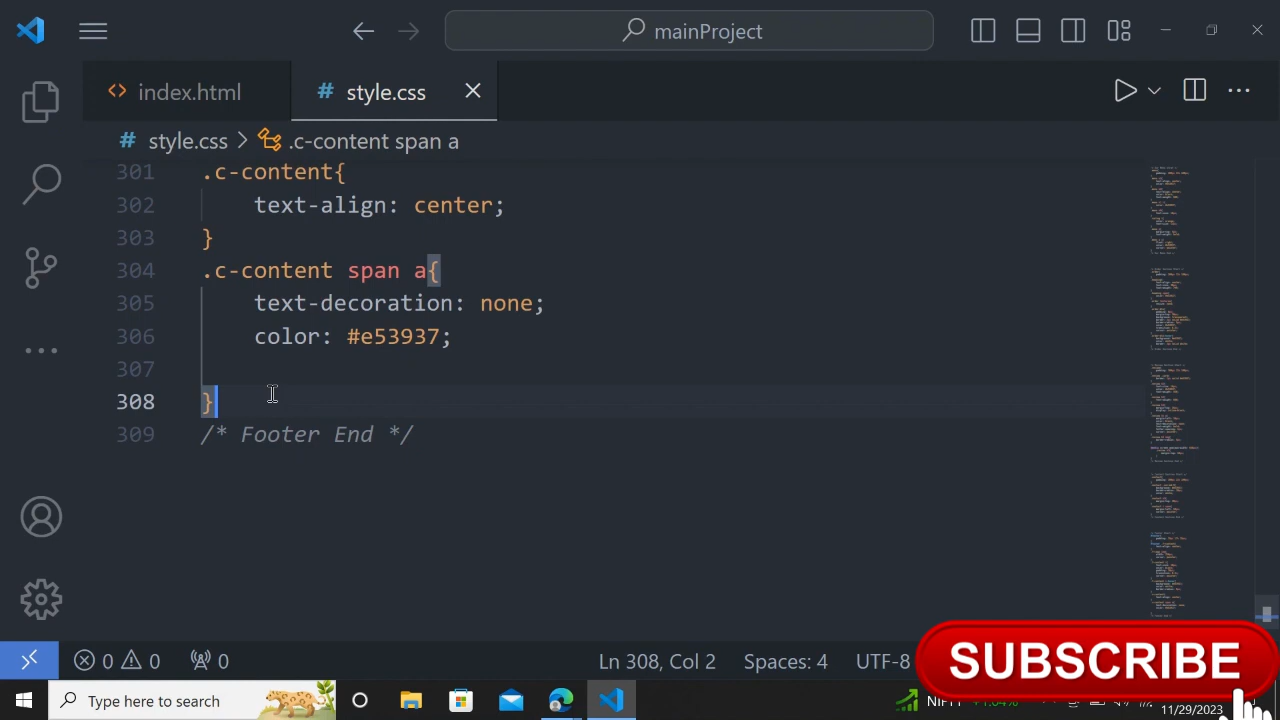 mainProject
index.html
# style.css
# style.css > .c-content span a
301 .c-content{
302 text-align: center;
303 }
304 .c-content span a{
305 text-decoration: none;
306 color: #e53937;
307
308 }
309 /* Footer End */
0 0 0
Ln 308, Col 2
Spaces: 4
UTF-8
SUBSCRIBE
Type here to search
11/29/2023